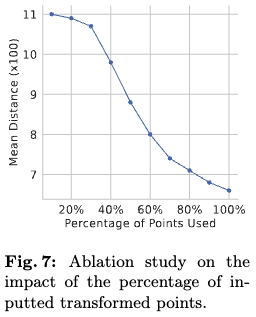 11
10
9
8
7
Mean Distance (x100)
20% 40% 60% 80% 100%
Percentage of Points Used
Fig. 7: Ablation study on the
impact of the percentage of in-
putted transformed points.